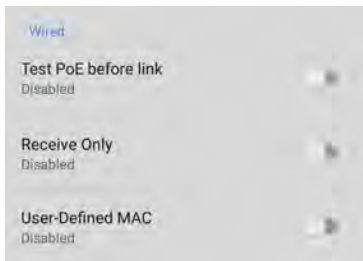 Wired
Test PoE before link
Disabled
Receive Only
Disabled
User-Defined MAC
Disabled